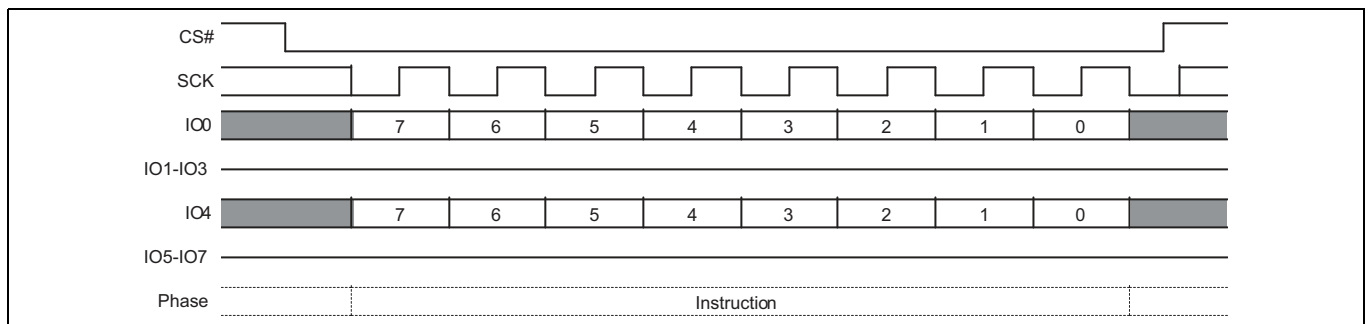 CS#
SCK
IO0 7 6 5 4 3 2 1 0
IO1-IO3
IO4 7 6 5 4 3 2 1 0
IO5-IO7
Phase Instruction